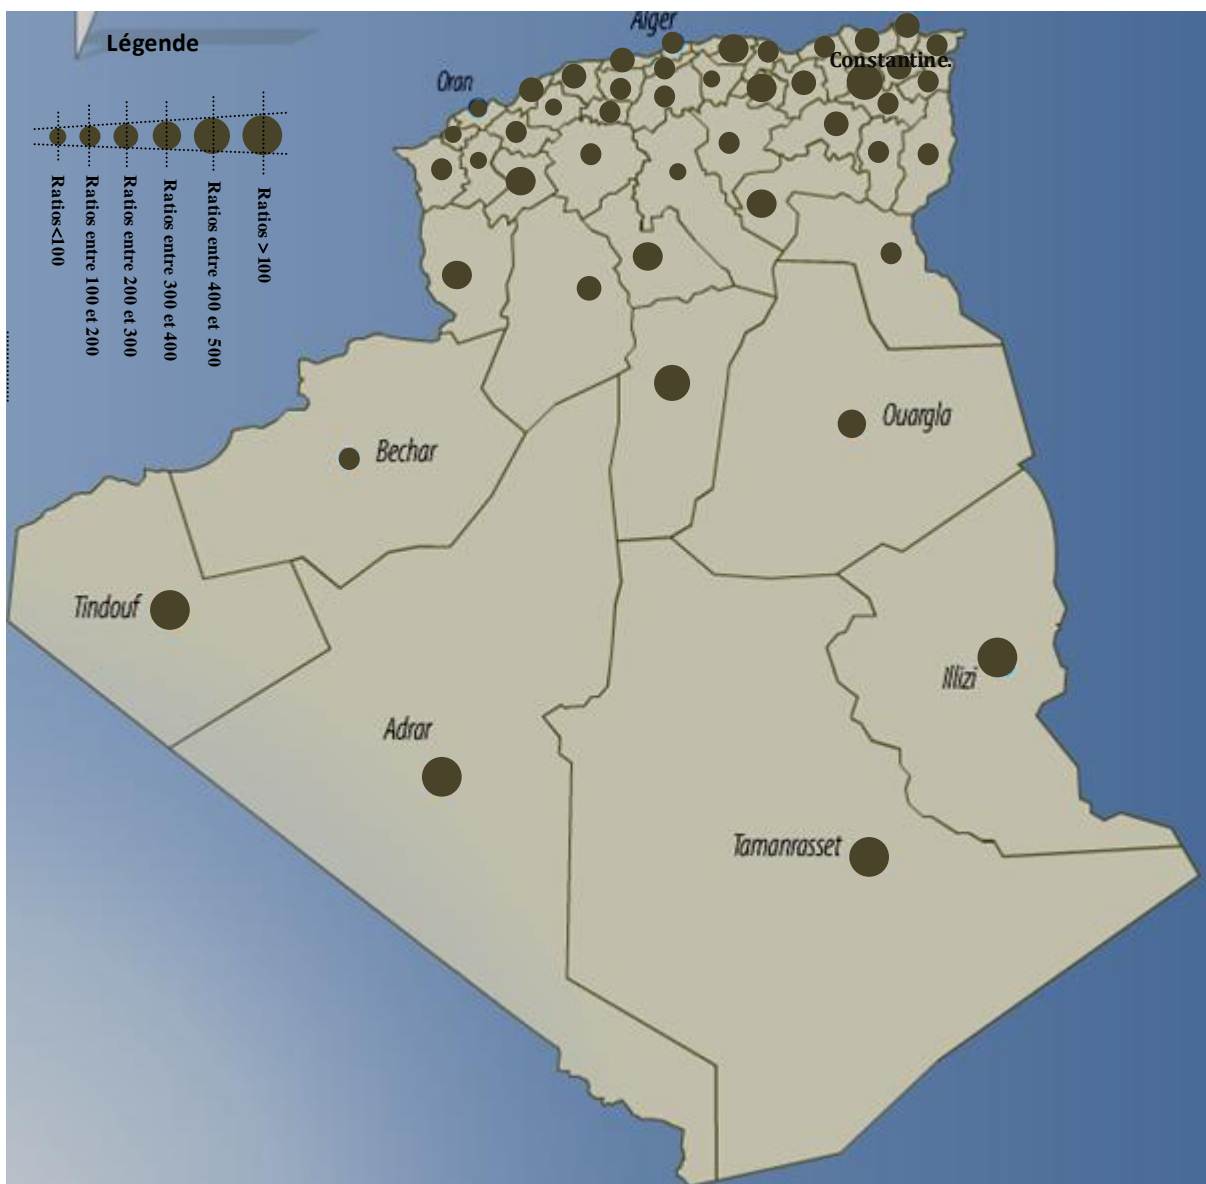 Alger
Légende
Constantine.
Oran
Ratios<100
Ratios entre 100 et 200
Ratios entre 200 et 300
Ratios entre 300 et 400
Ratios entre 400 et 500
Ratios > 100
Ouargla
Bechar
Tindouf
Illizi
Adrar
Tamanrasset